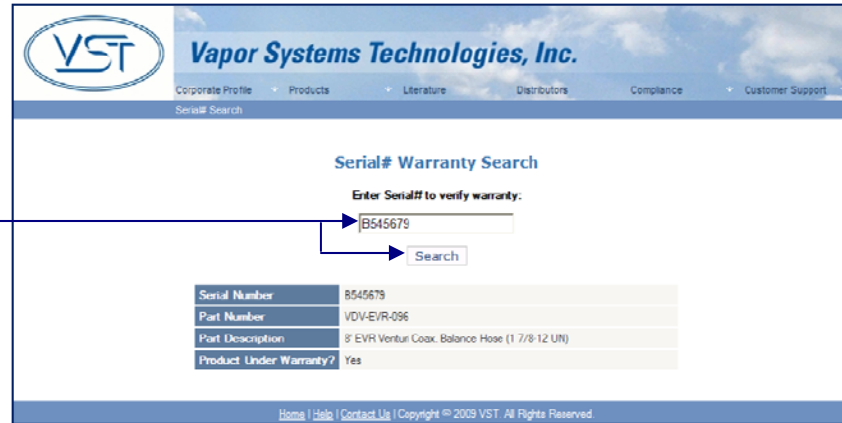 VST
Vapor Systems Technologies, Inc.
Corporate Profile Products Literature Distributors Compliance Customer Support
Serial# Search
Serial# Warranty Search
Enter Serial# to verify warranty:
B545679
Search
Serial Number B545679
Part Number VDV-EVR-096
Part Description 8' EVR Venturi Coax. Balance Hose (1 7/8-12 UN)
Product Under Warranty? Yes
Home | Help | Contact Us | Copyright © 2009 VST. All Rights Reserved.